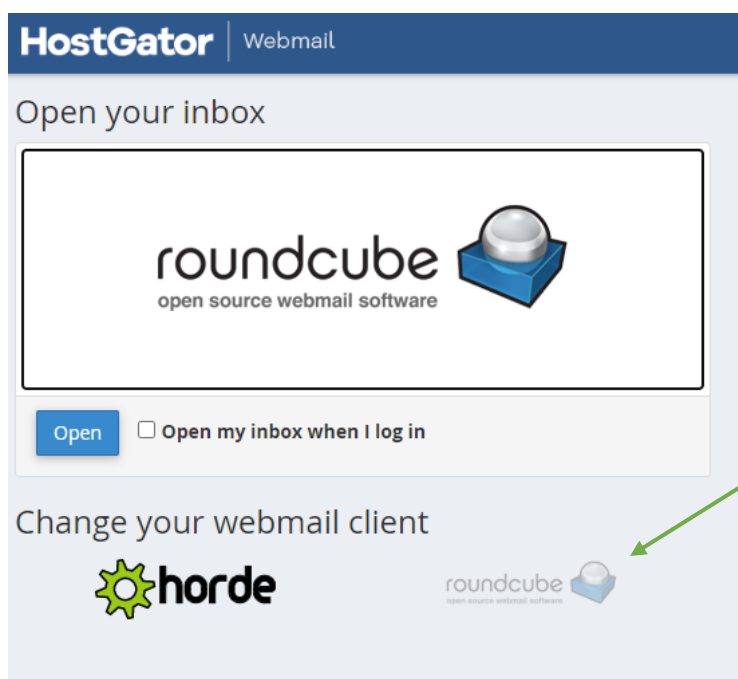 HostGator Webmail
Open your inbox
roundcube
open source webmail software
Open Open my inbox when I log in
Change your webmail client
horde roundcube
open source webmail software